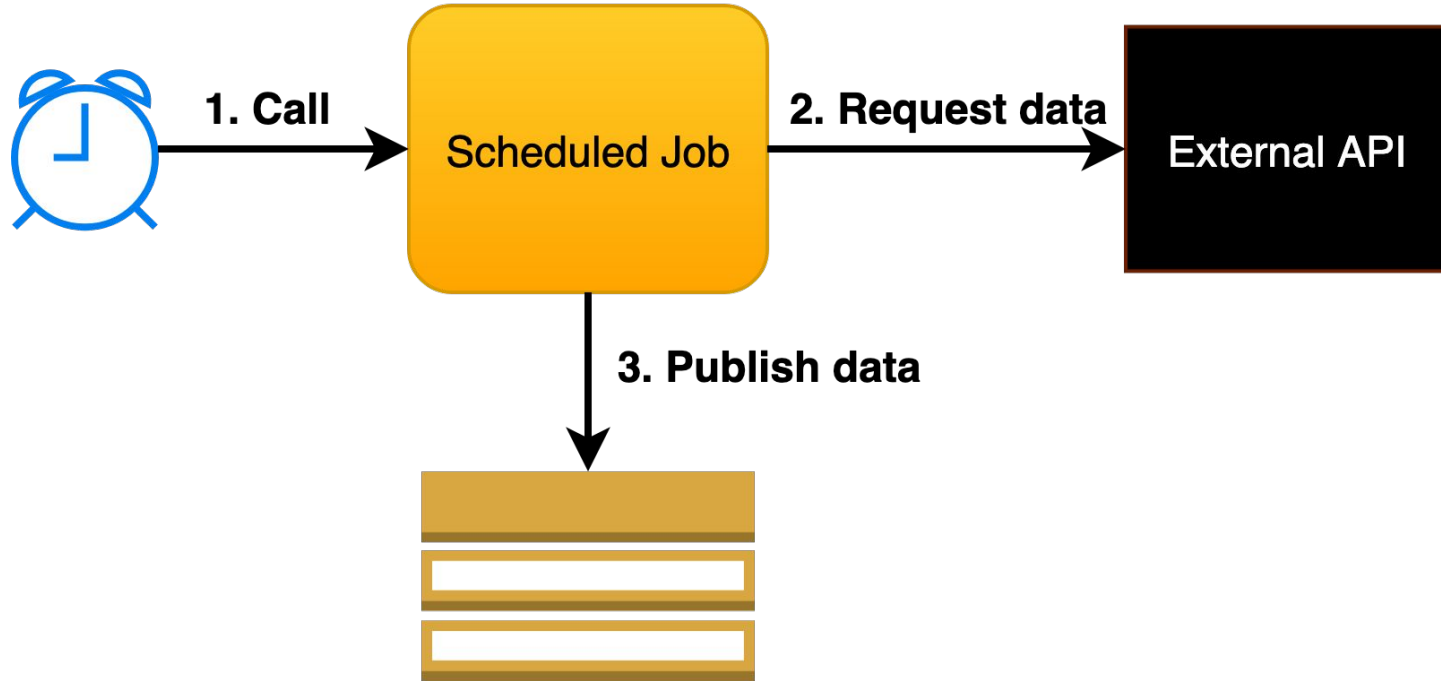 1. Call
Scheduled Job
2. Request data
External API
3. Publish data